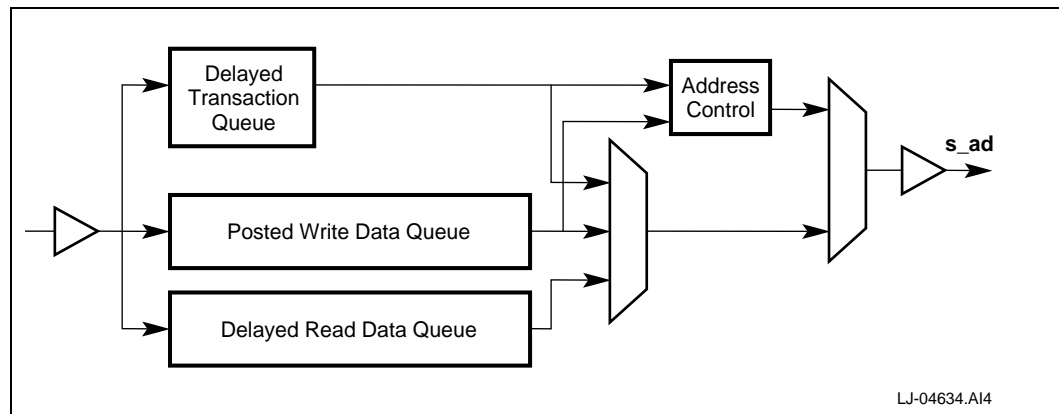 Delayed
Transaction
Queue
Address
Control
s_ad
Posted Write Data Queue
Delayed Read Data Queue
LJ-04634.AI4